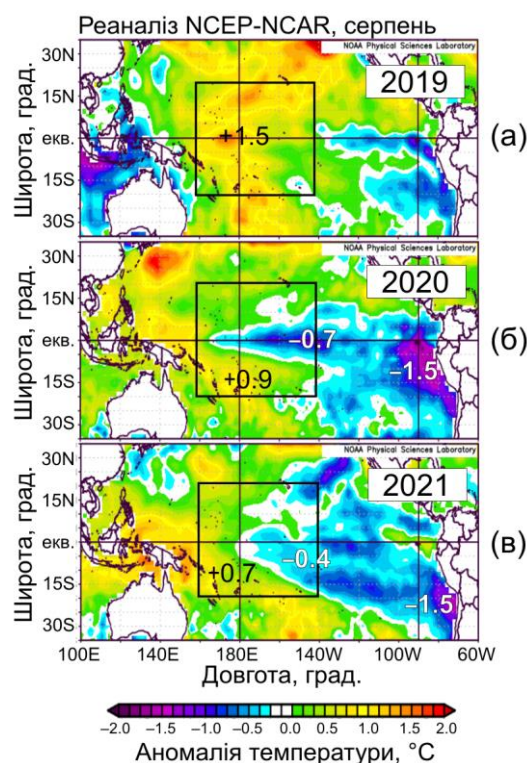 Реаналіз NCEP-NCAR, серпень
NOAA Physical Sciences Laboratory
30N
15N
екв.
15S
30S
Широта, град.
2019
+1.5
(а)
NOAA Physical Sciences Laboratory
30N
15N
екв.
15S
30S
Широта, град.
2020
−0.7
−1.5
+0.9
(б)
NOAA Physical Sciences Laboratory
30N
15N
екв.
15S
30S
Широта, град.
2021
−0.4
+0.7
−1.5
(в)
100E 140E 180E 140W 100W 60W
Довгота, град.
−2.0 −1.5 −1.0 −0.5 0.0 0.5 1.0 1.5 2.0
Аномалія температури, °C